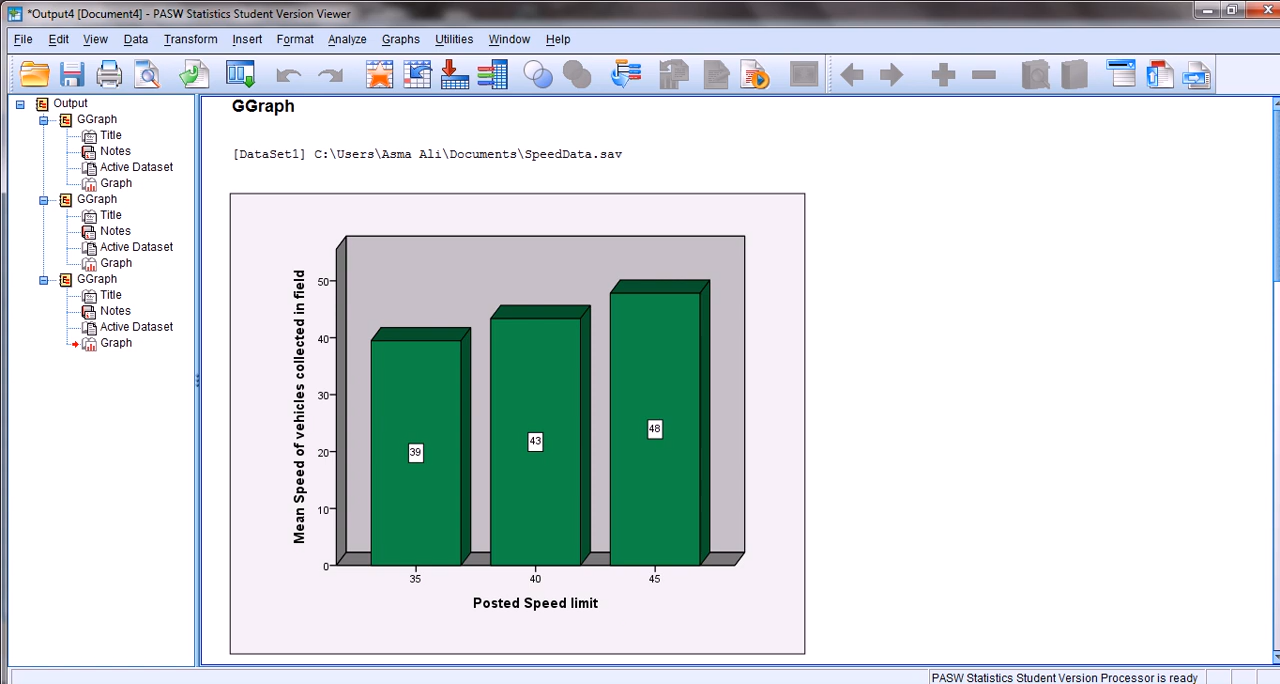 *Output4 [Document4] - PASW Statistics Student Version Viewer
File Edit View Data Transform Insert Format Analyze Graphs Utilities Window Help
Output
GGraph
Title
Notes
Active Dataset
Graph
GGraph
Title
Notes
Active Dataset
Graph
GGraph
Title
Notes
Active Dataset
Graph
GGraph
[DataSet1] C:\Users\Asma Ali\Documents\SpeedData.sav
Mean Speed of vehicles collected in field
50
40
30
20
10
0
39
43
48
35 40 45
Posted Speed limit
PASW Statistics Student Version Processor is ready